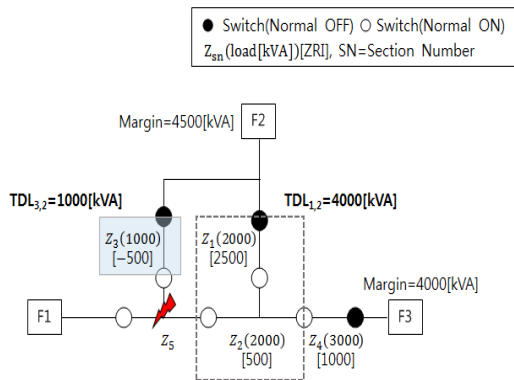 ● Switch(Normal OFF) ○ Switch(Normal ON)
Zsn(load[kVA])[ZRI], SN=Section Number
Margin=4500[kVA]
F2
TDL3,2=1000[kVA]
TDL1,2=4000[kVA]
Z3(1000)
[−500]
Z1(2000)
[2500]
Margin=4000[kVA]
F1
F3
Z5
Z2(2000)
[500]
Z4(3000)
[1000]